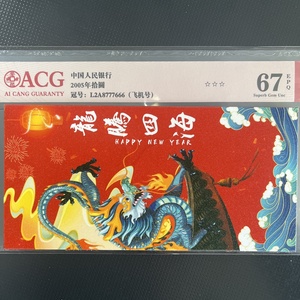 ACG
AI CANG GUARANTY
中国人民银行
2005年拾圆
冠号：L2A8777666（飞机号）
☆☆☆
67 EPQ
Superb Gem Unc
龍騰四海
HAPPY NEW YEAR